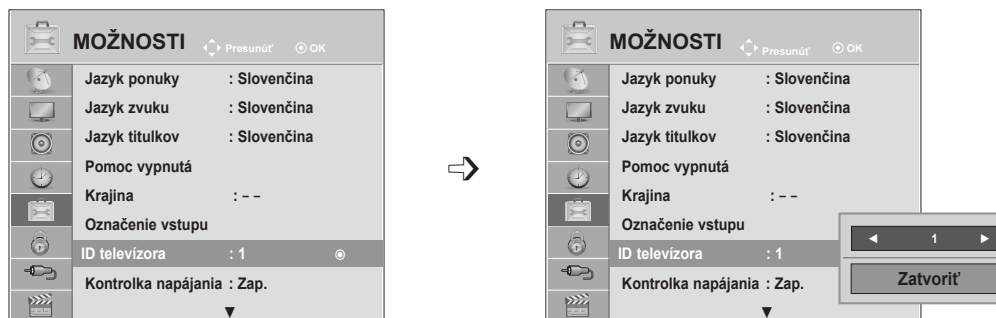 MOŽNOSTI Presunúť OK
Jazyk ponuky : Slovenčina
Jazyk zvuku : Slovenčina
Jazyk titulkov : Slovenčina
Pomoc vypnutá
Krajina : – –
Označenie vstupu
ID televízora : 1
Kontrolka napájania : Zap.
MOŽNOSTI Presunúť OK
Jazyk ponuky : Slovenčina
Jazyk zvuku : Slovenčina
Jazyk titulkov : Slovenčina
Pomoc vypnutá
Krajina : – –
Označenie vstupu
ID televízora : 1
Kontrolka napájania : Zap.
◄ 1 ►
Zatvoriť